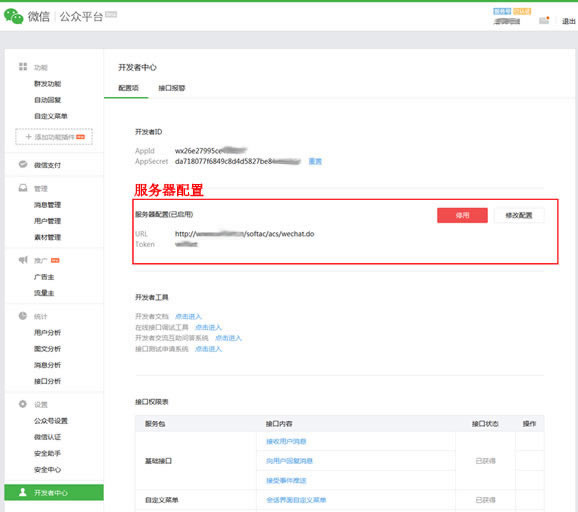 微信 | 公众平台
服务号 已认证
退出
功能
群发功能
自动回复
自定义菜单
+ 添加功能插件
微信支付
管理
消息管理
用户管理
素材管理
推广
广告主
流量主
统计
用户分析
图文分析
消息分析
接口分析
设置
公众号设置
微信认证
安全助手
安全中心
开发者中心
开发者中心
配置项 接口报警
开发者ID
AppId wx26e27995ce
AppSecret da718077f6849c8d4d5827be84 重置
服务器配置
服务器配置(已启用)
停用 修改配置
URL http:// /softac/acs/wechat.do
Token
开发者工具
开发者文档 点击进入
在线接口调试工具 点击进入
开发者交流互助问答系统 点击进入
接口测试申请系统 点击进入
接口权限表
服务包 接口内容 接口状态 操作
基础接口
接收用户消息
向用户回复消息
接受事件推送
已获得
自定义菜单 会话界面自定义菜单 已获得